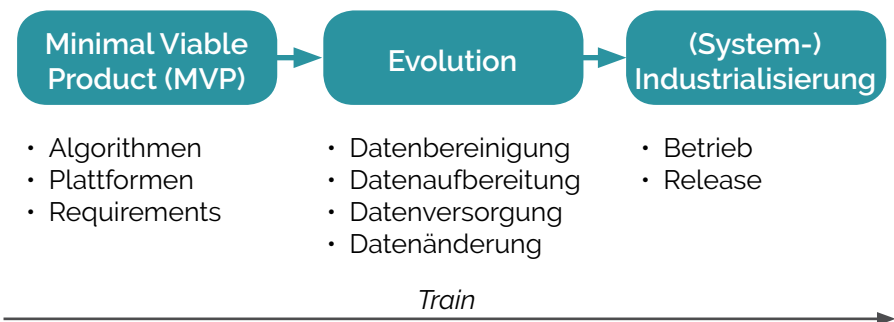 Minimal Viable
Product (MVP)
Evolution
(System-)
Industrialisierung
• Algorithmen
• Plattformen
• Requirements
• Datenbereinigung
• Datenaufbereitung
• Datenversorgung
• Datenänderung
• Betrieb
• Release
Train